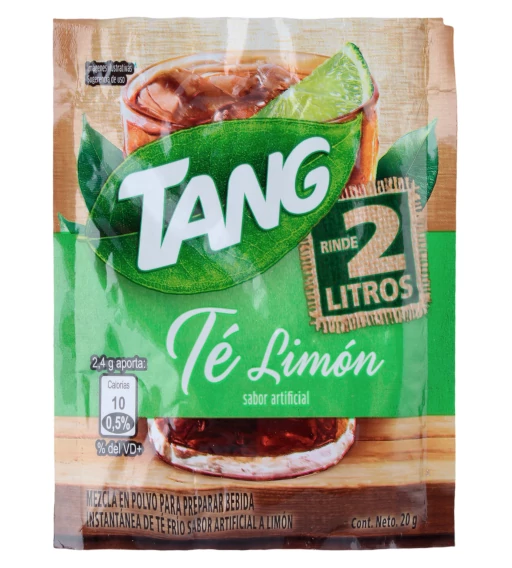 Imágenes ilustrativas
Sugerencia de uso
TANG
RINDE
2
LITROS
Té Limón
sabor artificial
2,4 g aporta:
Calorías
10
0,5%
% del VD+
MEZCLA EN POLVO PARA PREPARAR BEBIDA
INSTANTÁNEA DE TÉ FRÍO SABOR ARTIFICIAL A LIMÓN
Cont. Neto. 20 g